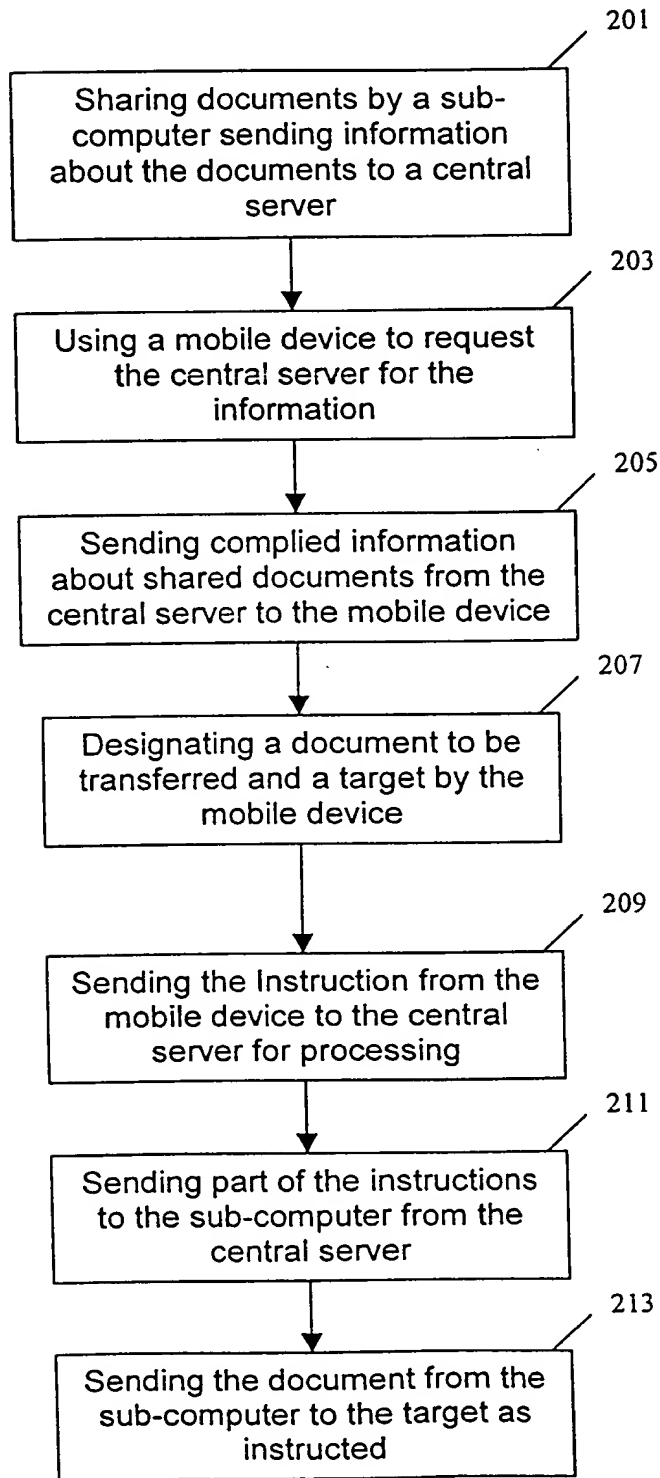 201
Sharing documents by a sub-
computer sending information
about the documents to a central
server
203
Using a mobile device to request
the central server for the
information
205
Sending complied information
about shared documents from the
central server to the mobile device
207
Designating a document to be
transferred and a target by the
mobile device
209
Sending the Instruction from the
mobile device to the central
server for processing
211
Sending part of the instructions
to the sub-computer from the
central server
213
Sending the document from the
sub-computer to the target as
instructed